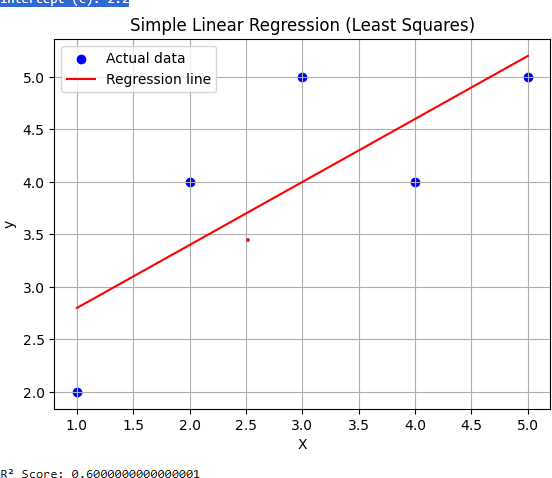 Intercept (c): 2.2
Simple Linear Regression (Least Squares)
Actual data
Regression line
5.0
4.5
4.0
3.5
3.0
2.5
2.0
y
1.0 1.5 2.0 2.5 3.0 3.5 4.0 4.5 5.0
X
R² Score: 0.6000000000000001